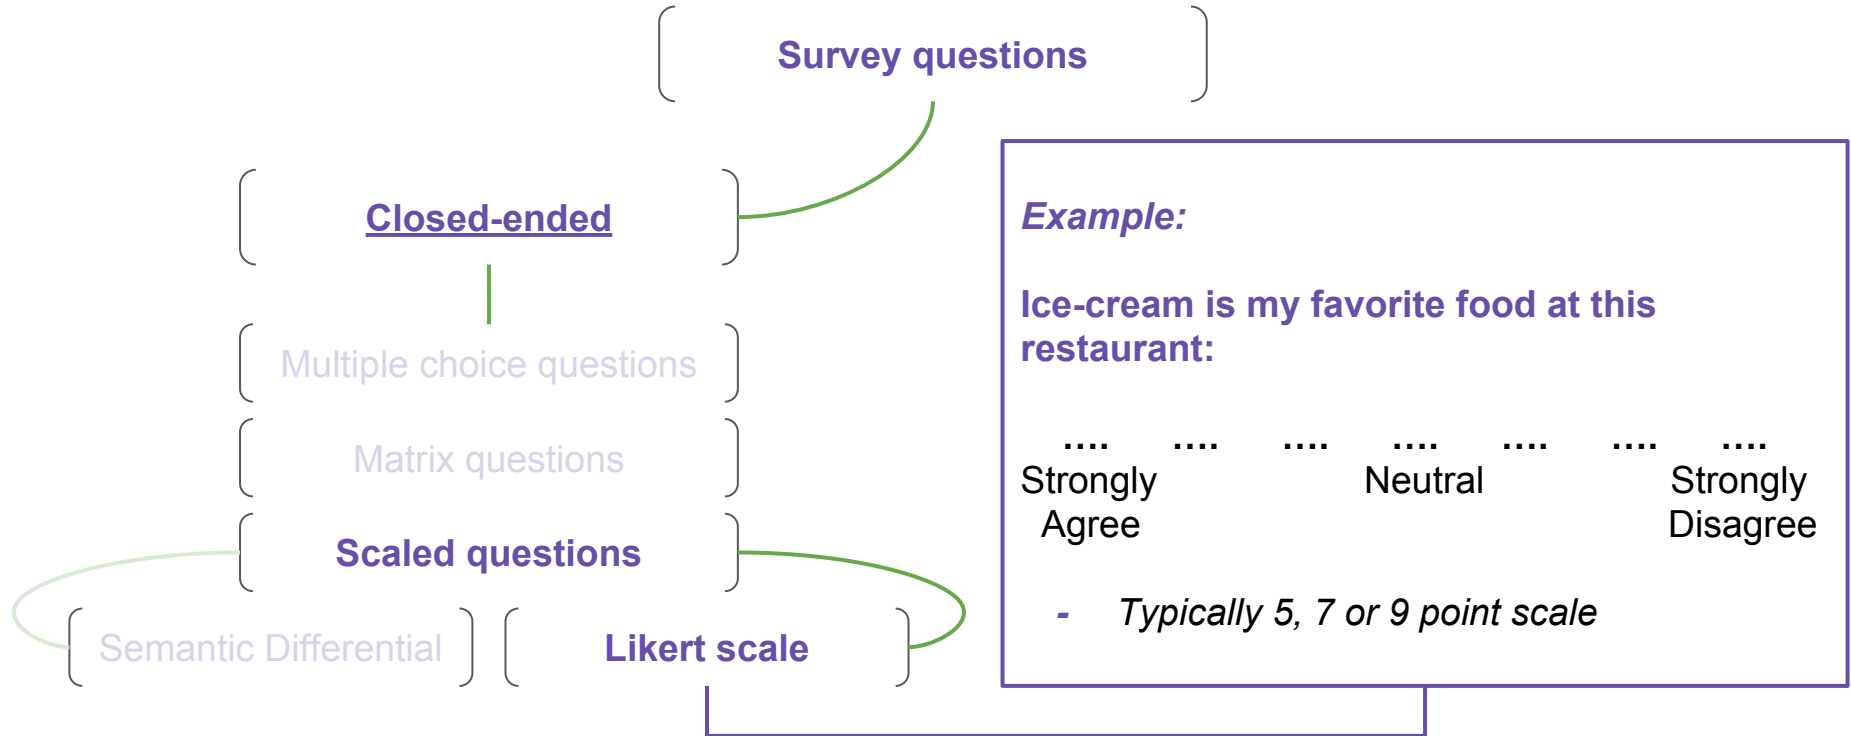 Survey questions
Closed-ended
Multiple choice questions
Matrix questions
Scaled questions
Semantic Differential
Likert scale
Example:
Ice-cream is my favorite food at this
restaurant:
.... .... .... .... .... .... ....
Strongly Neutral Strongly
Agree Disagree
- Typically 5, 7 or 9 point scale